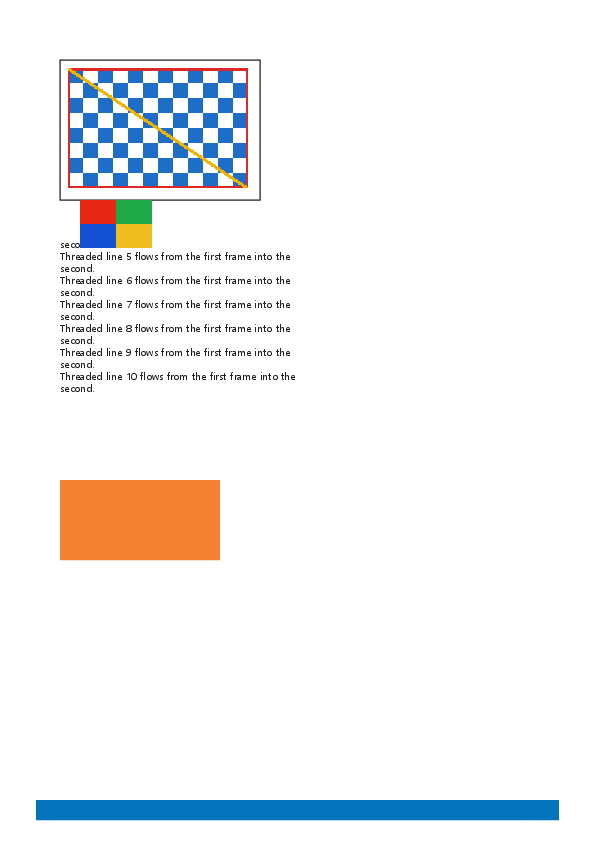 seco
Threaded line 5 flows from the first frame into the
second.
Threaded line 6 flows from the first frame into the
second.
Threaded line 7 flows from the first frame into the
second.
Threaded line 8 flows from the first frame into the
second.
Threaded line 9 flows from the first frame into the
second.
Threaded line 10 flows from the first frame into the
second.